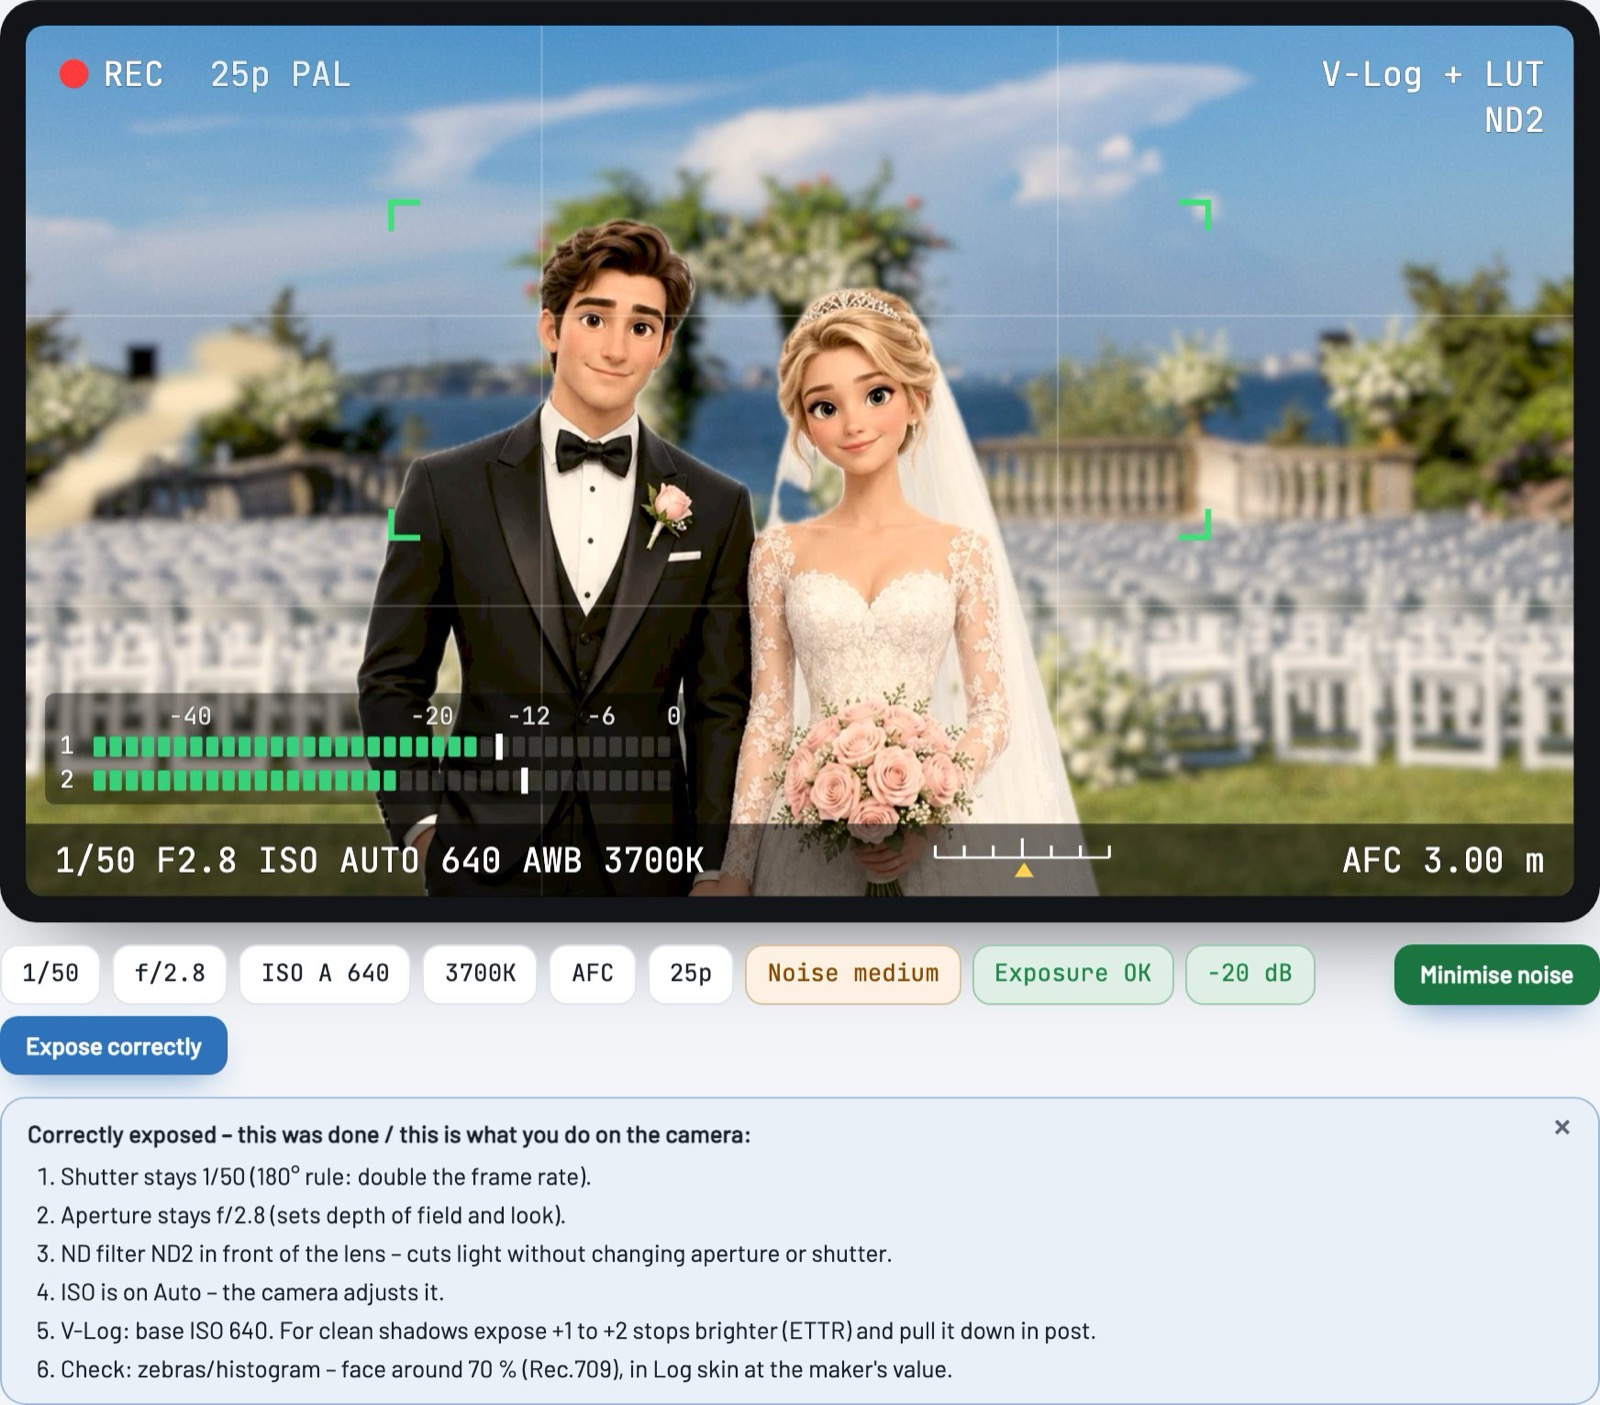 REC 25p PAL
V-Log + LUT
ND2
-40 -20 -12 -6 0
1
2
1/50 F2.8 ISO AUTO 640 AWB 3700K
AFC 3.00 m
1/50 f/2.8 ISO A 640 3700K AFC 25p Noise medium Exposure OK -20 dB Minimise noise
Expose correctly
Correctly exposed – this was done / this is what you do on the camera:
1. Shutter stays 1/50 (180° rule: double the frame rate).
2. Aperture stays f/2.8 (sets depth of field and look).
3. ND filter ND2 in front of the lens – cuts light without changing aperture or shutter.
4. ISO is on Auto – the camera adjusts it.
5. V-Log: base ISO 640. For clean shadows expose +1 to +2 stops brighter (ETTR) and pull it down in post.
6. Check: zebras/histogram – face around 70 % (Rec.709), in Log skin at the maker's value.